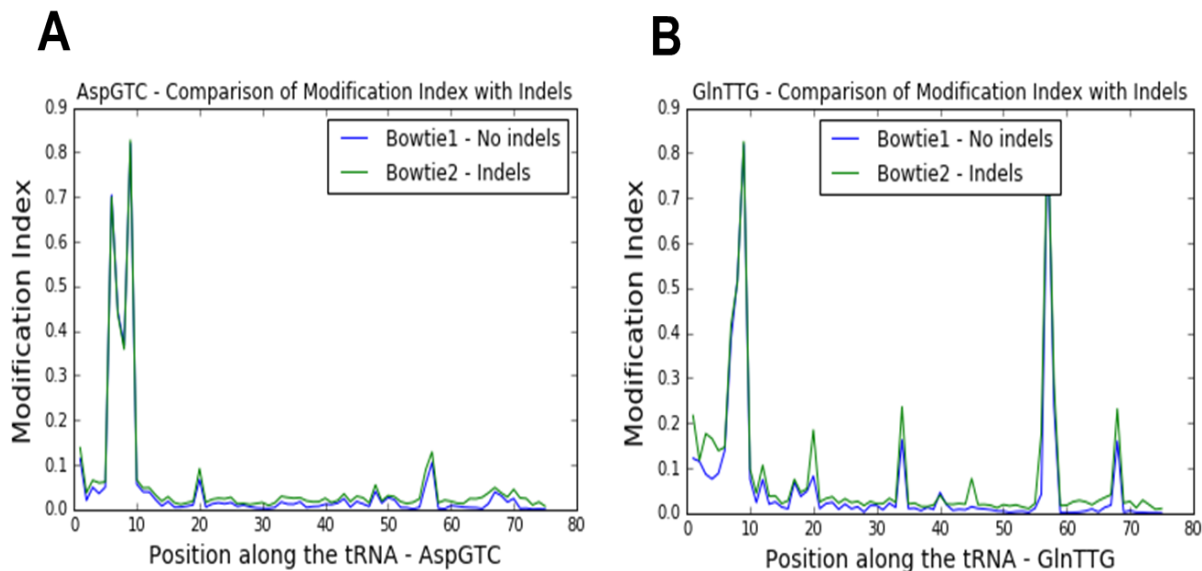 A
AspGTC - Comparison of Modification Index with Indels
Modification Index
0.9
0.8
0.7
0.6
0.5
0.4
0.3
0.2
0.1
0.0
Bowtie1 - No indels
Bowtie2 - Indels
0 10 20 30 40 50 60 70 80
Position along the tRNA - AspGTC
B
GlnTTG - Comparison of Modification Index with Indels
Modification Index
0.9
0.8
0.7
0.6
0.5
0.4
0.3
0.2
0.1
0.0
Bowtie1 - No indels
Bowtie2 - Indels
0 10 20 30 40 50 60 70 80
Position along the tRNA - GlnTTG